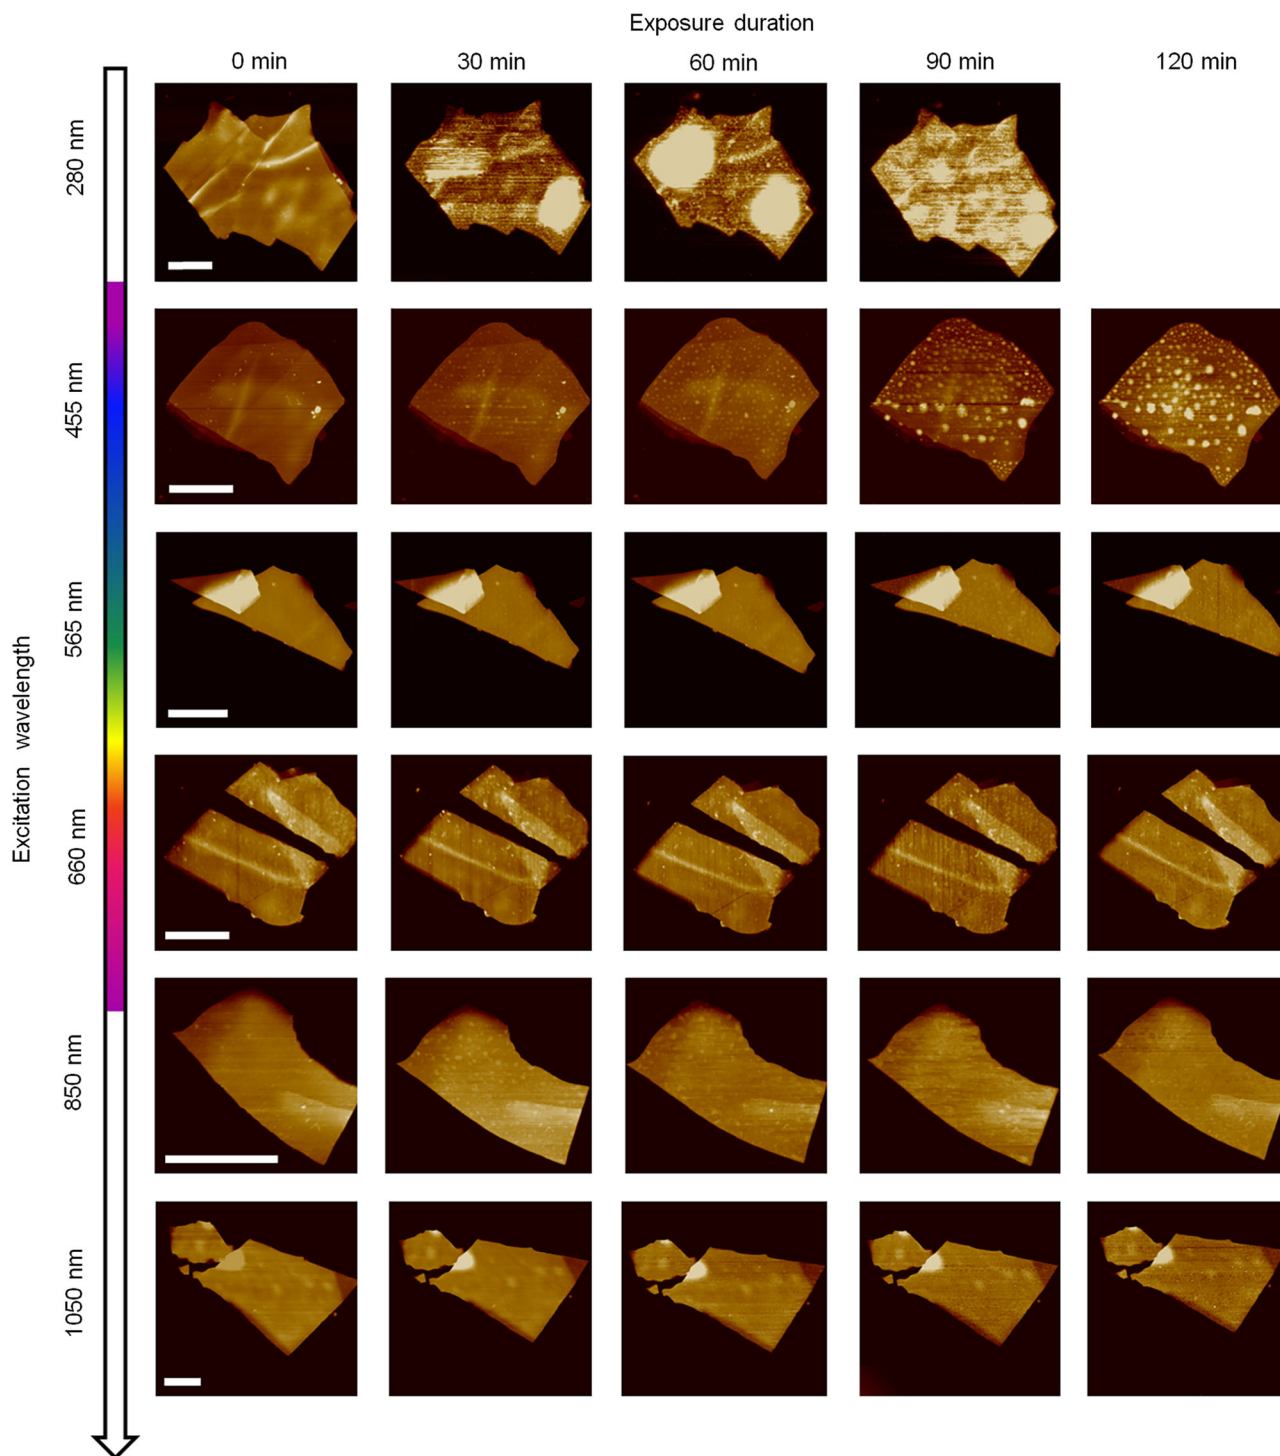 Exposure duration
0 min 30 min 60 min 90 min 120 min
280 nm
455 nm
565 nm
Excitation wavelength
660 nm
850 nm
1050 nm